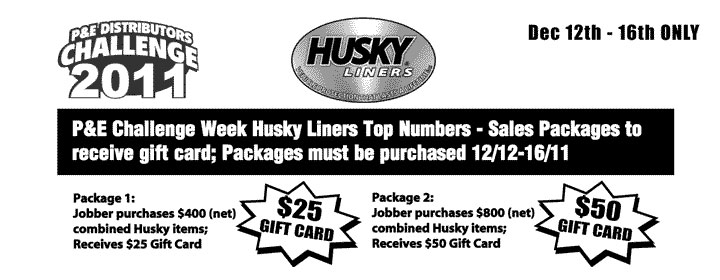 P&E DISTRIBUTORS
CHALLENGE
2011
HUSKY
LINERS
Dec 12th - 16th ONLY
P&E Challenge Week Husky Liners Top Numbers - Sales Packages to
receive gift card; Packages must be purchased 12/12-16/11
Package 1:
Jobber purchases $400 (net)
combined Husky items;
Receives $25 Gift Card
$25
GIFT CARD
Package 2:
Jobber purchases $800 (net)
combined Husky items;
Receives $50 Gift Card
$50
GIFT CARD